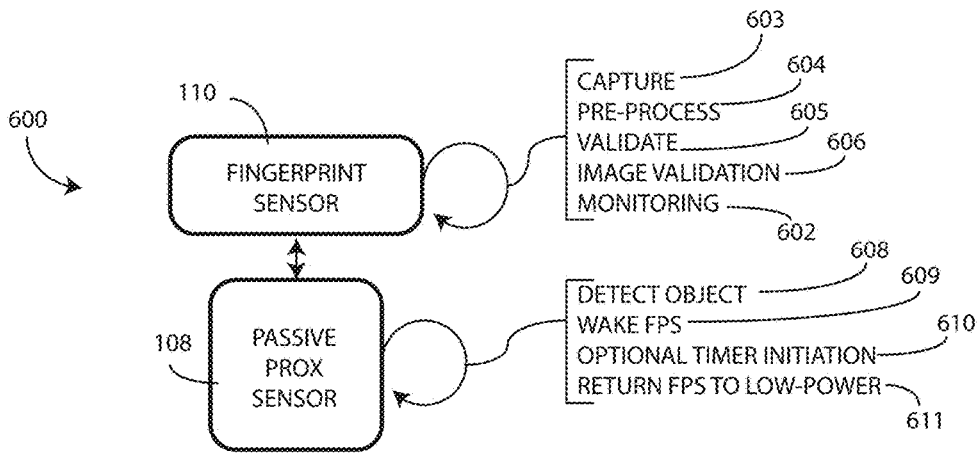 603
CAPTURE
604
PRE-PROCESS
605
VALIDATE
606
IMAGE VALIDATION
MONITORING
602
600
110
FINGERPRINT
SENSOR
608
DETECT OBJECT
609
WAKE FPS
610
OPTIONAL TIMER INITIATION
RETURN FPS TO LOW-POWER
611
108
PASSIVE
PROX
SENSOR